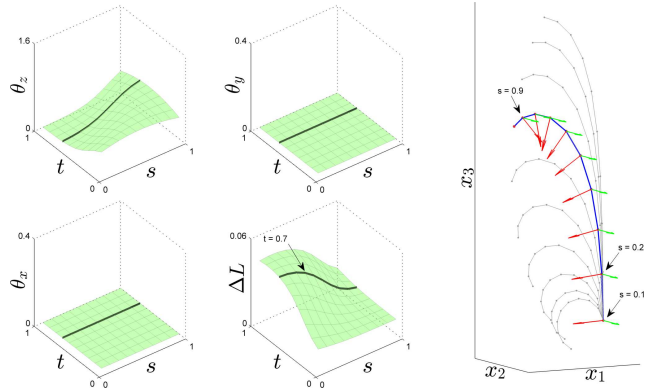 1.6
θz
0
1
t
0 0
s
1
0.4
θy
0
1
t
0 0
s
1
0.4
θx
0
1
t
0 0
s
1
0.06
t = 0.7
ΔL
0
1
t
0 0
s
1
s = 0.9
x3
s = 0.2
s = 0.1
x2
x1